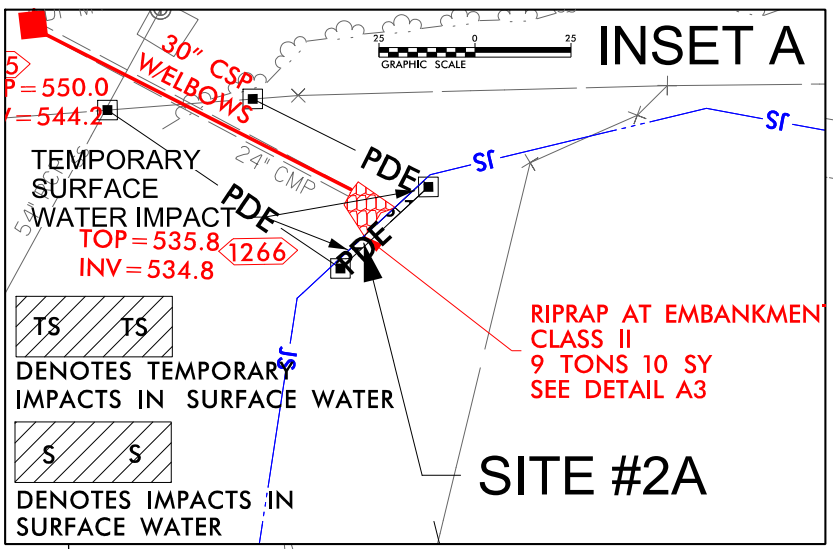 INSET A
25 0 25
GRAPHIC SCALE
30" CSP
W/ELBOWS
5
P=550.0
V=544.2
24" CMP
PDE
PDE
PDE
TEMPORARY
SURFACE
WATER IMPACT
TOP=535.8
INV=534.8
1266
JS
JS
JS
RIPRAP AT EMBANKMENT
CLASS II
9 TONS 10 SY
SEE DETAIL A3
TS TS
DENOTES TEMPORARY
IMPACTS IN SURFACE WATER
S S
DENOTES IMPACTS IN
SURFACE WATER
SITE #2A